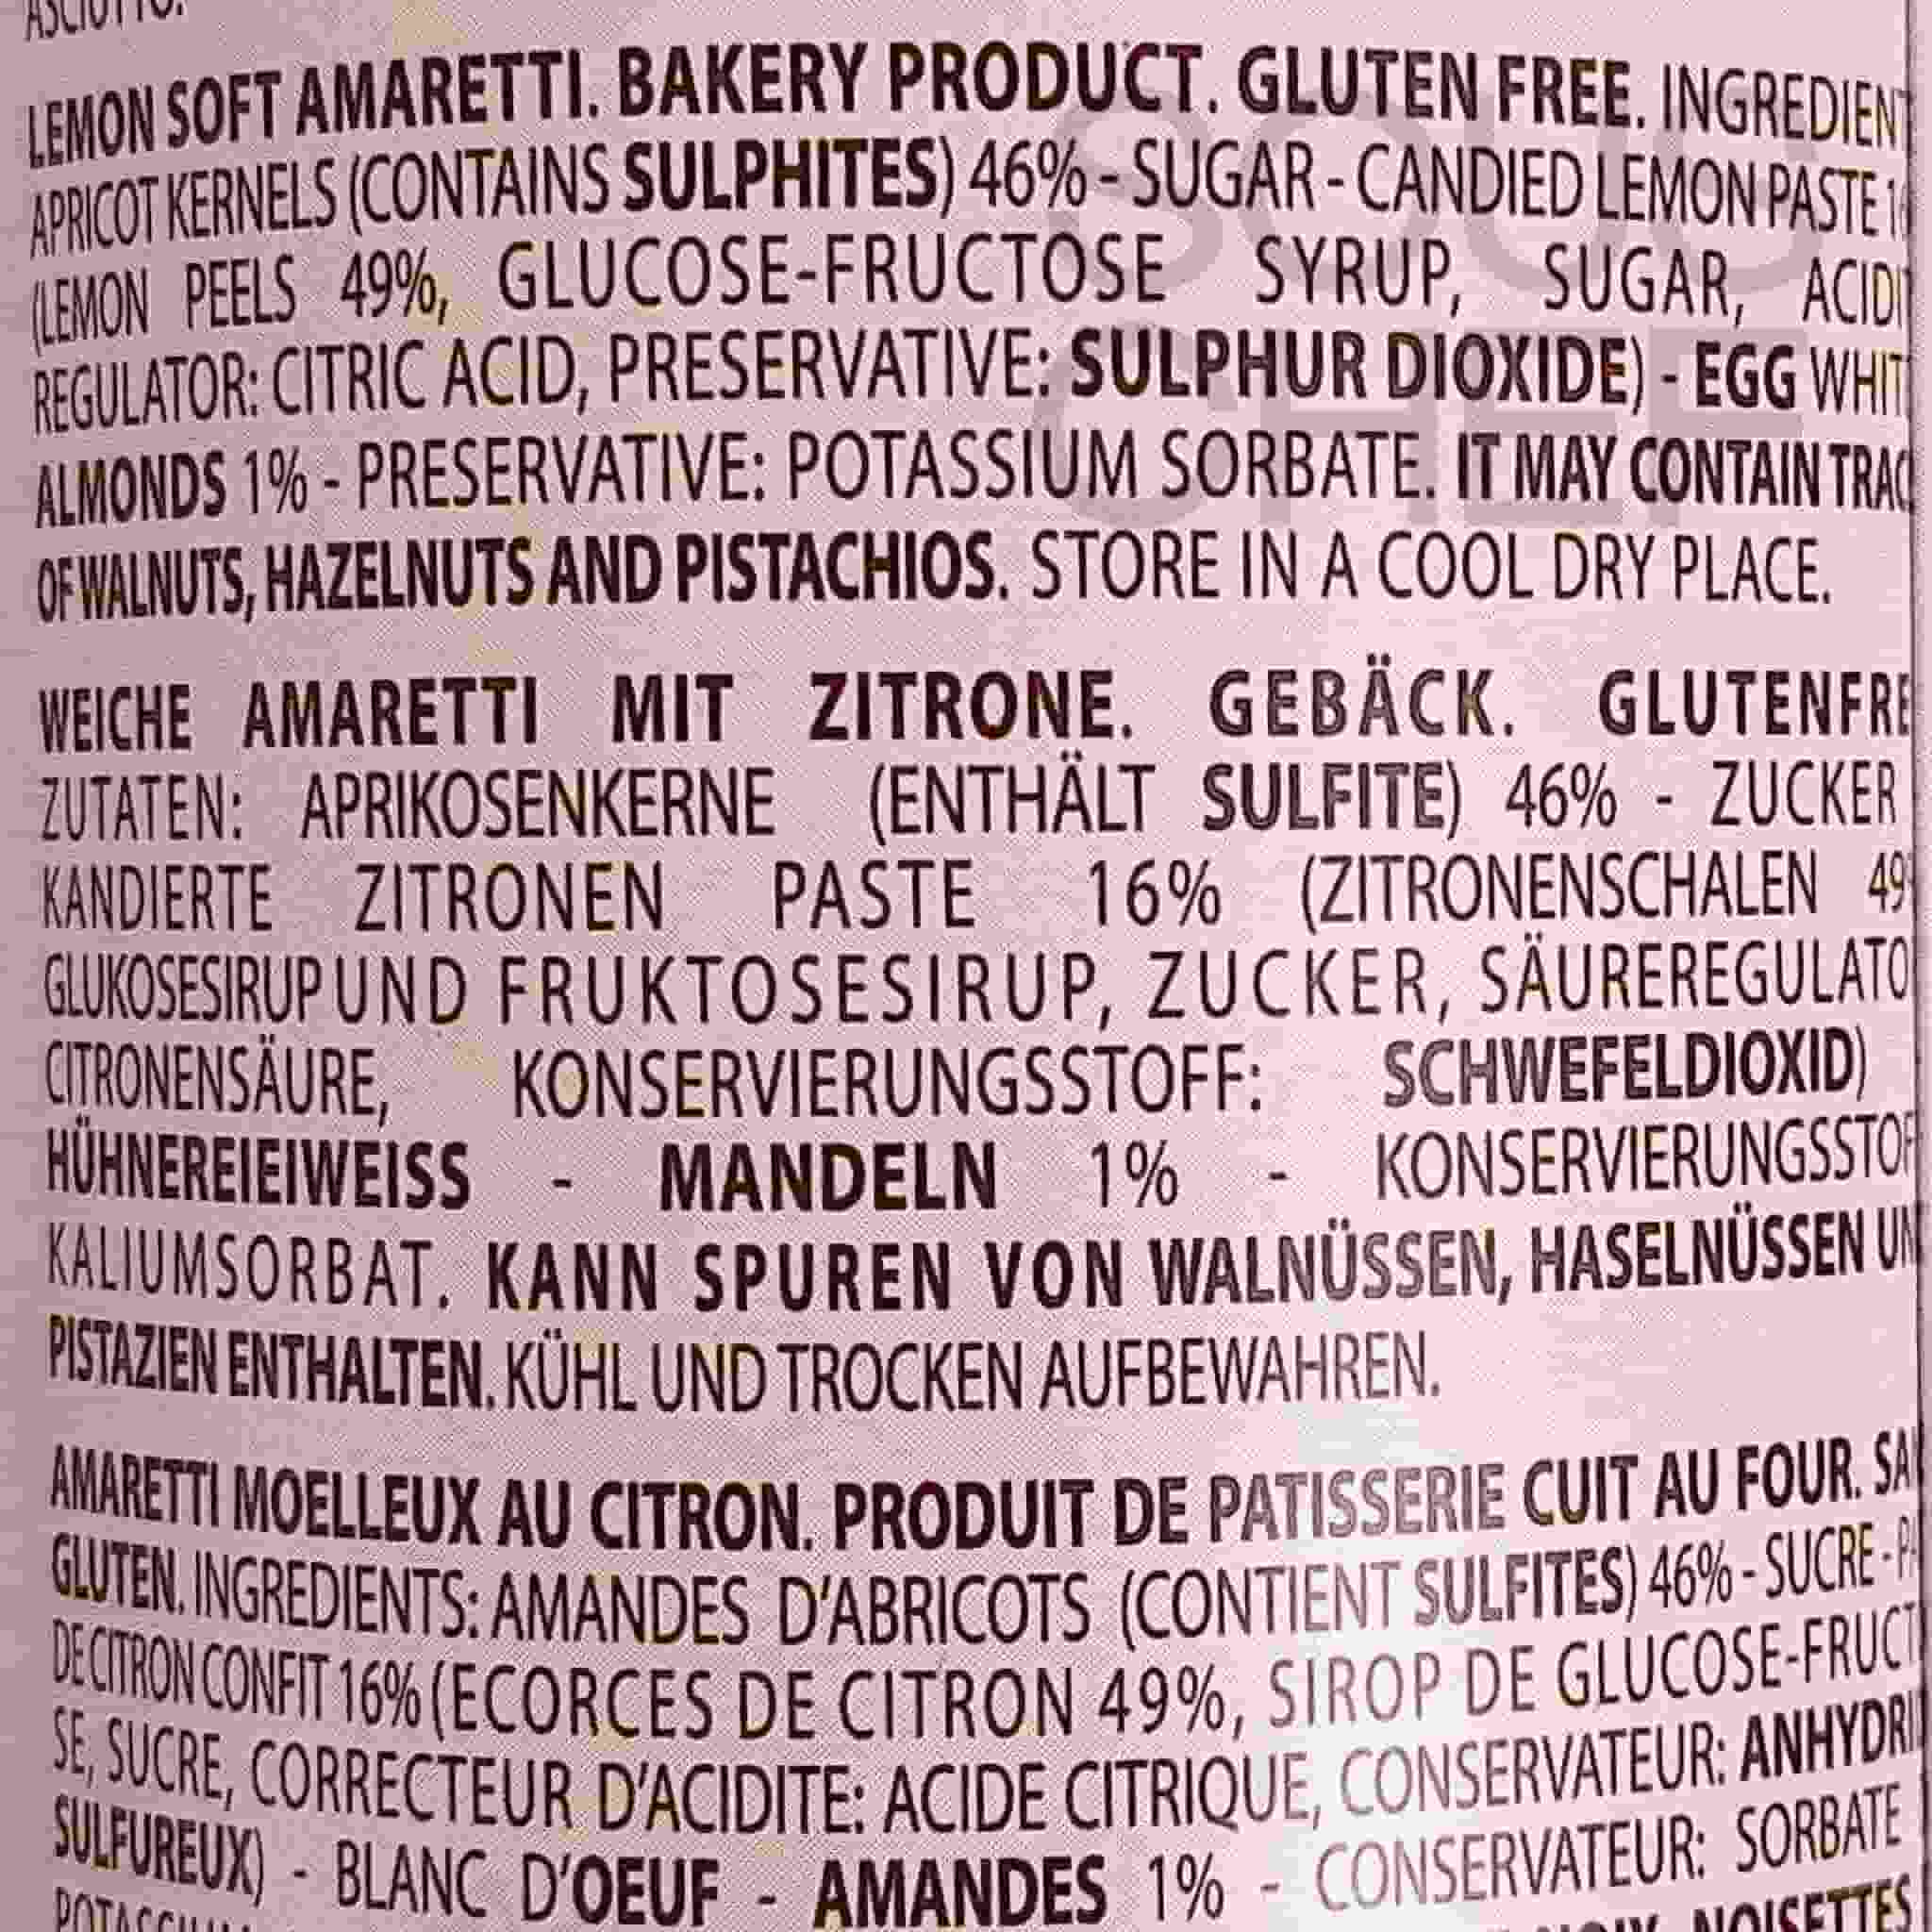 ASCIUTTO.
LEMON SOFT AMARETTI. BAKERY PRODUCT. GLUTEN FREE. INGREDIENT
APRICOT KERNELS (CONTAINS SULPHITES) 46% - SUGAR - CANDIED LEMON PASTE
(LEMON PEELS 49%, GLUCOSE-FRUCTOSE SYRUP, SUGAR, ACIDI
REGULATOR: CITRIC ACID, PRESERVATIVE: SULPHUR DIOXIDE) - EGG WHIT
ALMONDS 1% - PRESERVATIVE: POTASSIUM SORBATE. IT MAY CONTAIN TRAC
OF WALNUTS, HAZELNUTS AND PISTACHIOS. STORE IN A COOL DRY PLACE.
WEICHE AMARETTI MIT ZITRONE. GEBÄCK. GLUTENFRE
ZUTATEN: APRIKOSENKERNE (ENTHÄLT SULFITE) 46% - ZUCKER
KANDIERTE ZITRONEN PASTE 16% (ZITRONENSCHALEN 49
GLUKOSESIRUP UND FRUKTOSESIRUP, ZUCKER, SÄUREREGULATO
CITRONENSÄURE, KONSERVIERUNGSSTOFF: SCHWEFELDIOXID)
HÜHNEREIEIWEISS - MANDELN 1% - KONSERVIERUNGSSTOF
KALIUMSORBAT. KANN SPUREN VON WALNÜSSEN, HASELNÜSSEN UN
PISTAZIEN ENTHALTEN. KÜHL UND TROCKEN AUFBEWAHREN.
AMARETTI MOELLEUX AU CITRON. PRODUIT DE PATISSERIE CUIT AU FOUR. SA
GLUTEN. INGREDIENTS: AMANDES D'ABRICOTS (CONTIENT SULFITES) 46% - SUCRE - P
DE CITRON CONFIT 16% (ECORCES DE CITRON 49%, SIROP DE GLUCOSE-FRUCT
SE, SUCRE, CORRECTEUR D'ACIDITE: ACIDE CITRIQUE, CONSERVATEUR: ANHYDRI
SULFUREUX) - BLANC D'OEUF - AMANDES 1% - CONSERVATEUR: SORBATE
NOISETTES